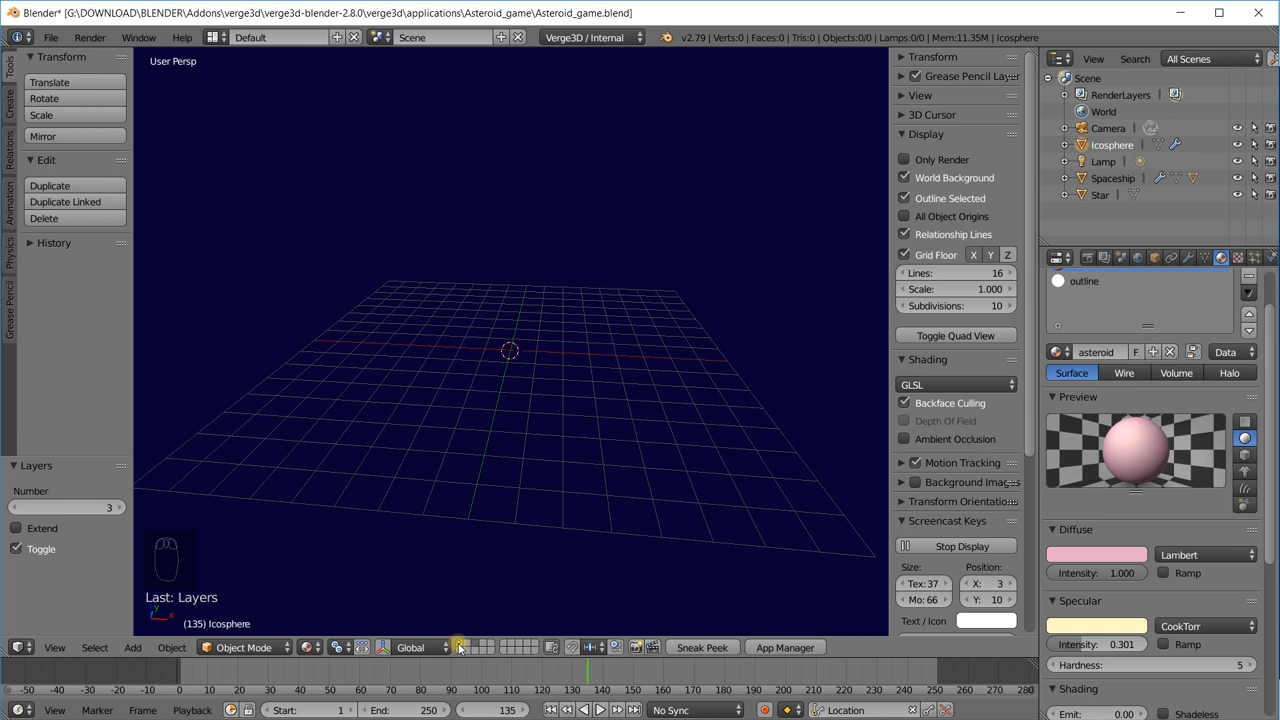 Blender* [G:\DOWNLOAD\BLENDER\Addons\verge3d\verge3d-blender-2.8.0\verge3d\applications\Asteroid_game\Asteroid_game.blend]
File Render Window Help Default Scene Verge3D / Internal v2.79 | Verts:0 | Faces:0 | Tris:0 | Objects:0/0 | Lamps:0/0 | Mem:11.35M | Icosphere
Tools
Create
Relations
Animation
Physics
Grease Pencil
Transform
Translate
Rotate
Scale
Mirror
Edit
Duplicate
Duplicate Linked
Delete
History
Layers
Number
3
Extend
Toggle
User Persp
Last: Layers
y
x
(135) Icosphere
Transform
Grease Pencil Layer
View
3D Cursor
Display
Only Render
World Background
Outline Selected
All Object Origins
Relationship Lines
Grid Floor X Y Z
Lines: 16
Scale: 1.000
Subdivisions: 10
Toggle Quad View
Shading
GLSL
Backface Culling
Depth Of Field
Ambient Occlusion
Motion Tracking
Background Imag
Transform Orientatio
Screencast Keys
Stop Display
Size: Position:
Tex: 37 X: 3
Mo: 66 Y: 10
Text / Icon
View Search All Scenes
Scene
RenderLayers
World
Camera
Icosphere
Lamp
Spaceship
Star
outline
asteroid F Data
Surface Wire Volume Halo
Preview
Diffuse
Lambert
Intensity: 1.000 Ramp
Specular
CookTorr
Intensity: 0.301 Ramp
Hardness: 5
Shading
Emit: 0.00 Shadeless
View Select Add Object Object Mode Global Sneak Peek App Manager
-50 -40 -30 -20 -10 0 10 20 30 40 50 60 70 80 90 100 110 120 130 140 150 160 170 180 190 200 210 220 230 240 250 260 270 280
View Marker Frame Playback Start: 1 End: 250 135 No Sync Location